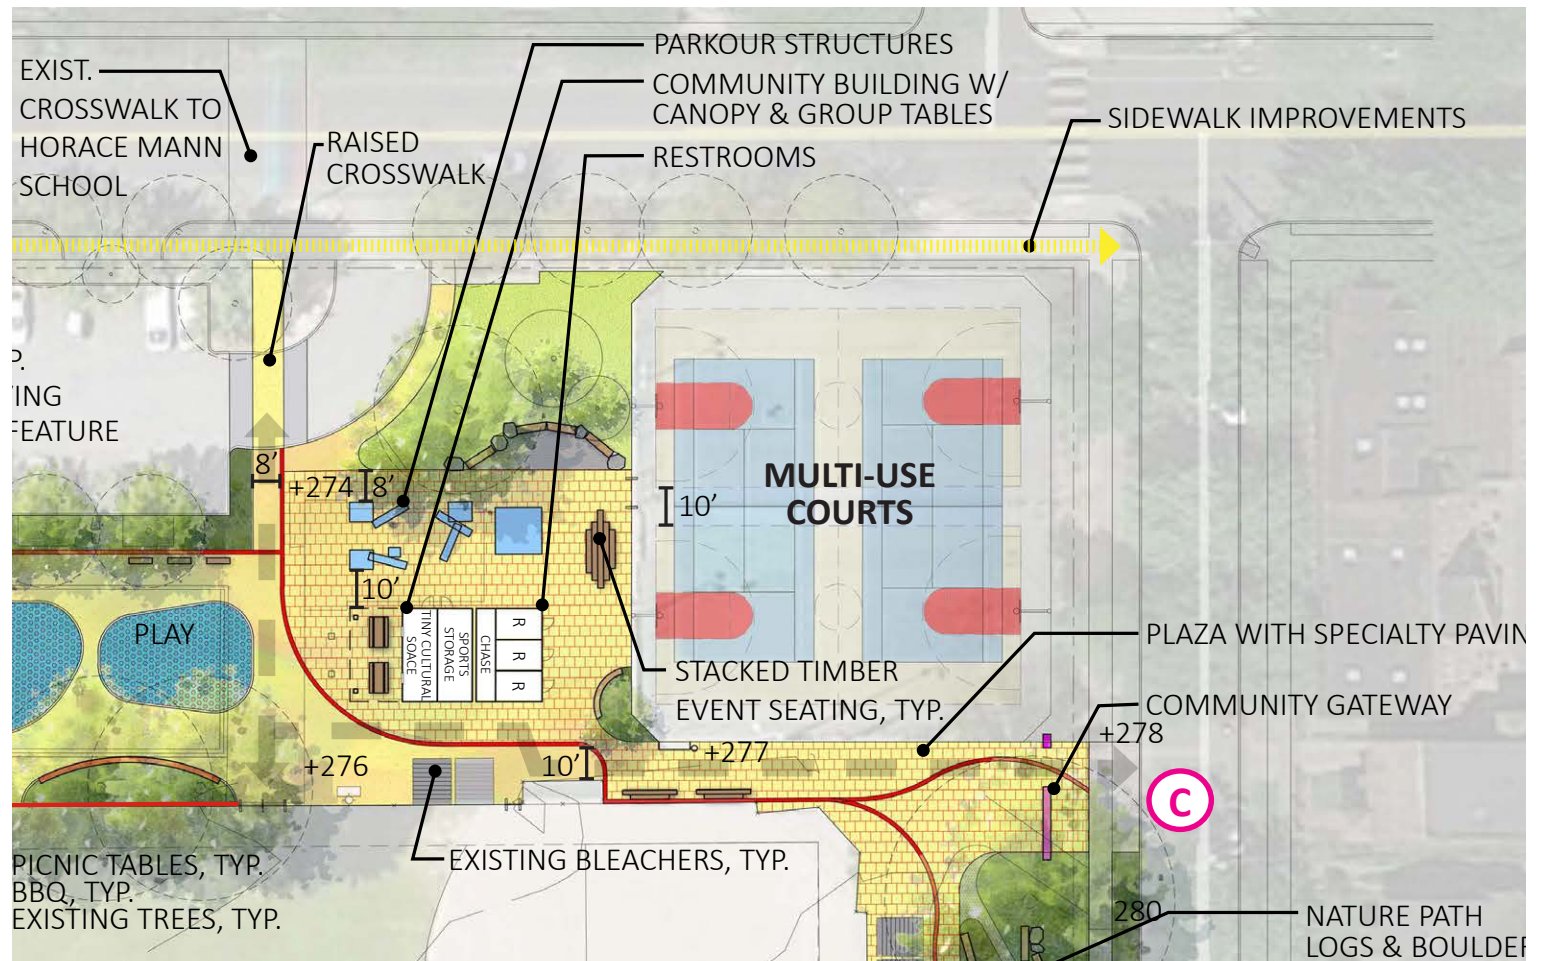 PARKOUR STRUCTURES
EXIST.
CROSSWALK TO
HORACE MANN
SCHOOL
COMMUNITY BUILDING W/
CANOPY & GROUP TABLES
SIDEWALK IMPROVEMENTS
RAISED
CROSSWALK
RESTROOMS
P.
ING
FEATURE
8’
+274
8’
10’
MULTI-USE
COURTS
10’
PLAY
TINY CULTURAL
SOACE
SPORTS
STORAGE
CHASE
R
R
R
PLAZA WITH SPECIALTY PAVIN
STACKED TIMBER
EVENT SEATING, TYP.
COMMUNITY GATEWAY
+278
+277
+276
10’
C
EXISTING BLEACHERS, TYP.
PICNIC TABLES, TYP.
BBQ, TYP.
EXISTING TREES, TYP.
280
NATURE PATH
LOGS & BOULDER